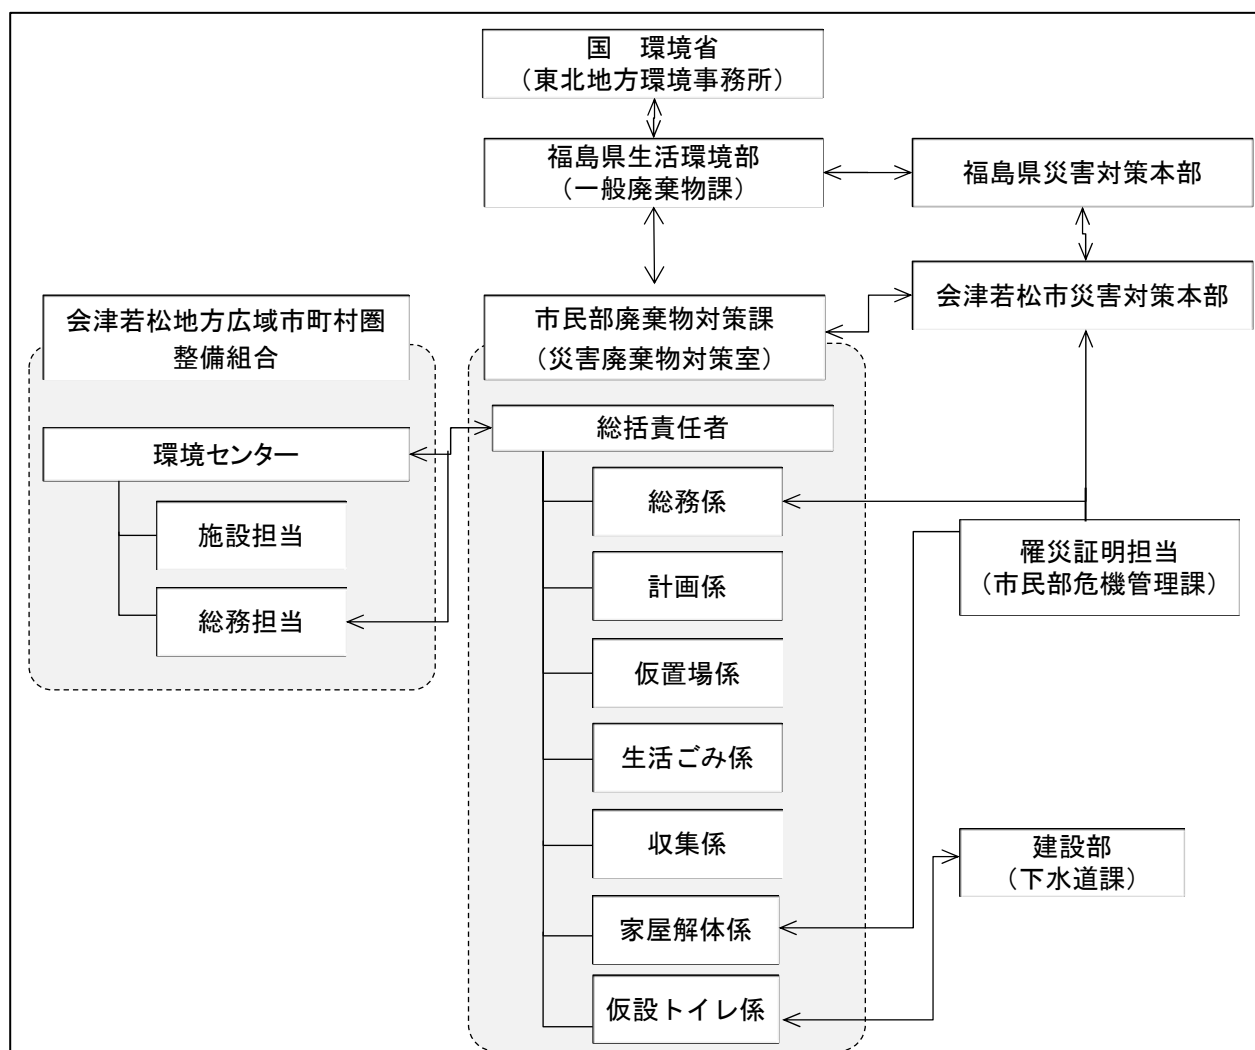 国　環境省
（東北地方環境事務所）
福島県生活環境部
（一般廃棄物課）
福島県災害対策本部
会津若松市災害対策本部
会津若松地方広域市町村圏
整備組合
市民部廃棄物対策課
（災害廃棄物対策室）
環境センター
施設担当
総務担当
総括責任者
総務係
計画係
仮置場係
生活ごみ係
収集係
家屋解体係
仮設トイレ係
罹災証明担当
（市民部危機管理課）
建設部
（下水道課）